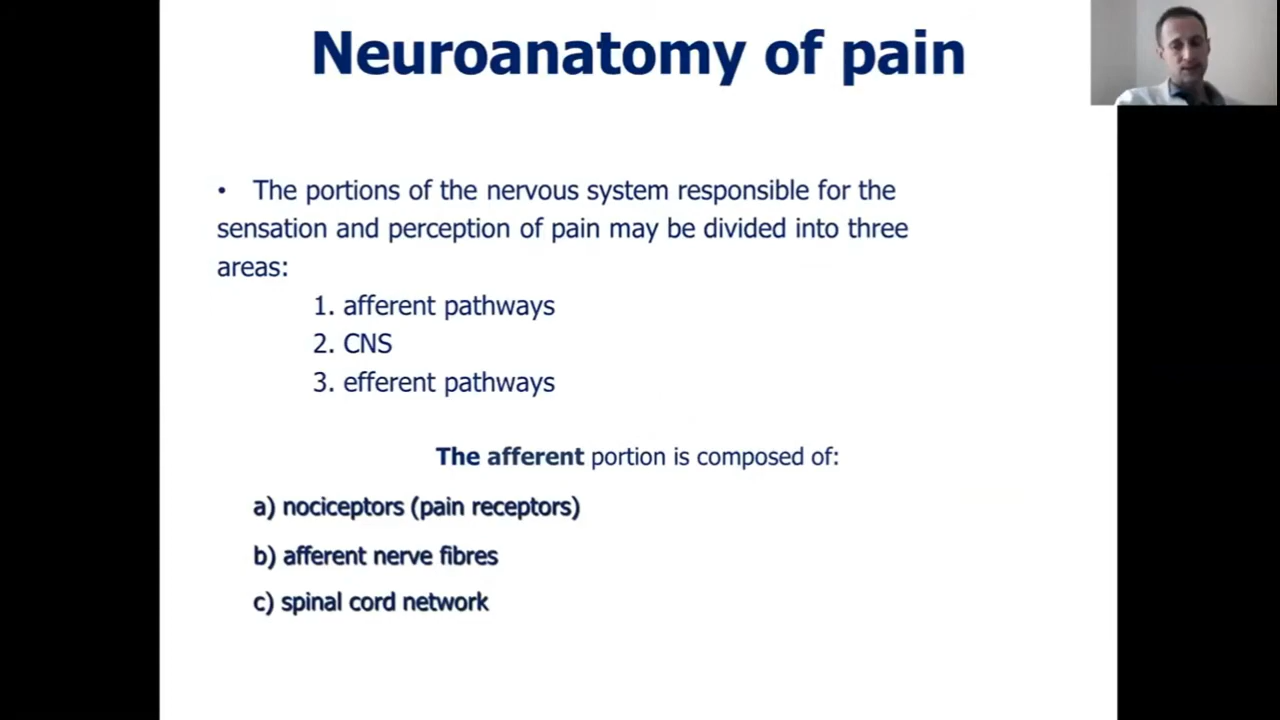 Neuroanatomy of pain
• The portions of the nervous system responsible for the
sensation and perception of pain may be divided into three
areas:
1. afferent pathways
2. CNS
3. efferent pathways
The afferent portion is composed of:
a) nociceptors (pain receptors)
b) afferent nerve fibres
c) spinal cord network